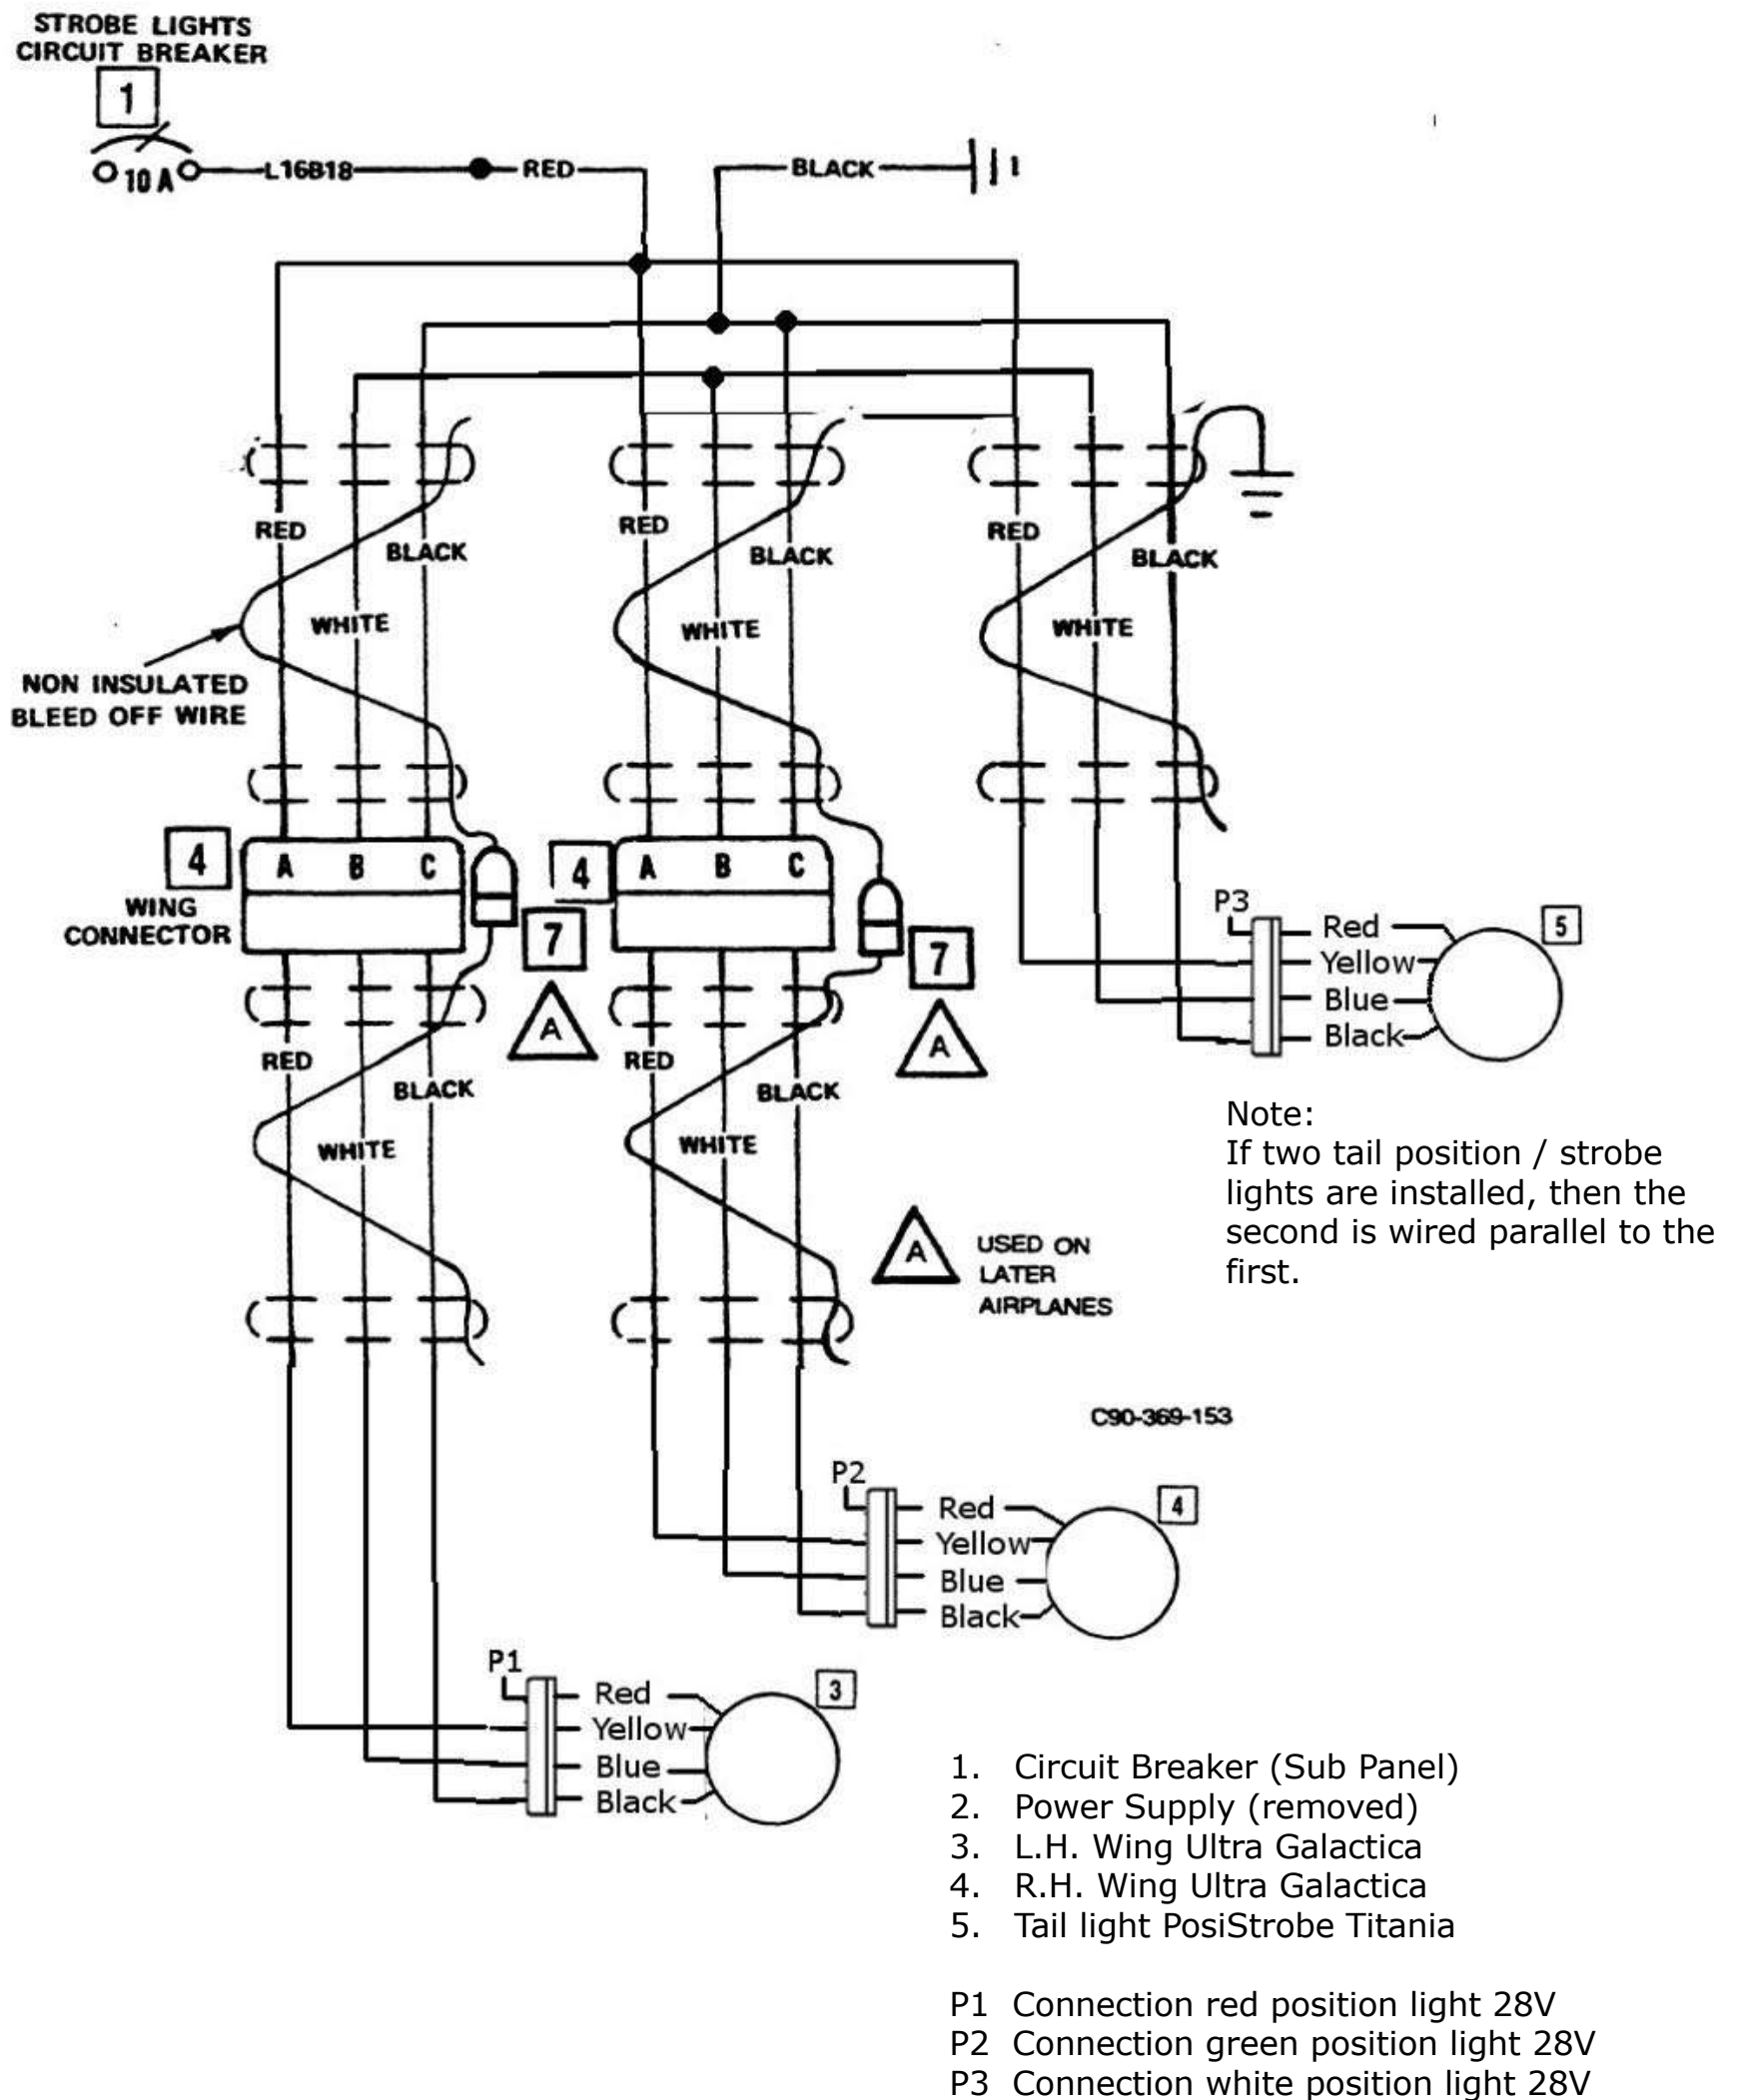 STROBE LIGHTS
CIRCUIT BREAKER
1
10 A
L16B18
RED
BLACK
RED
BLACK
WHITE
RED
BLACK
WHITE
RED
BLACK
WHITE
NON INSULATED
BLEED OFF WIRE
4
A B C
WING
CONNECTOR
7
A
4
A B C
7
A
P3
Red
Yellow
Blue
Black
5
RED
BLACK
WHITE
RED
BLACK
WHITE
Note:
If two tail position / strobe
lights are installed, then the
second is wired parallel to the
first.
A
USED ON
LATER
AIRPLANES
C90-369-153
P2
Red
Yellow
Blue
Black
4
P1
Red
Yellow
Blue
Black
3
1. Circuit Breaker (Sub Panel)
2. Power Supply (removed)
3. L.H. Wing Ultra Galactica
4. R.H. Wing Ultra Galactica
5. Tail light PosiStrobe Titania
P1 Connection red position light 28V
P2 Connection green position light 28V
P3 Connection white position light 28V